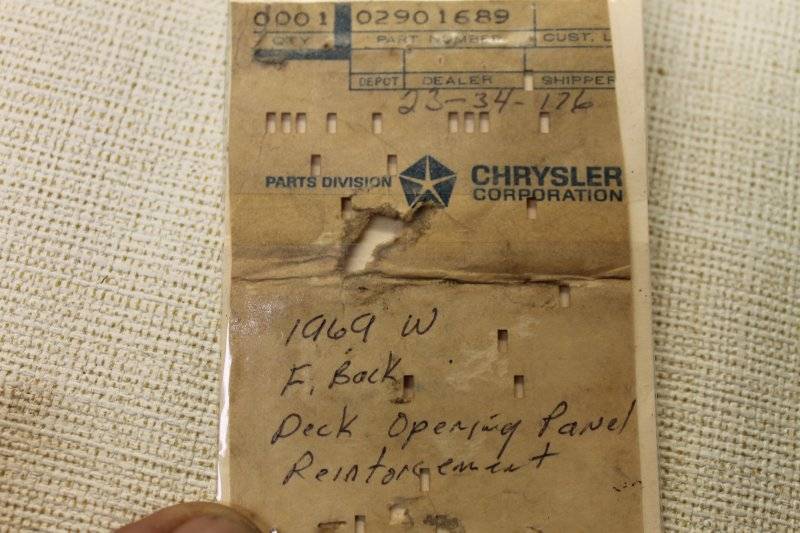 0001 02901689
QTY PART NUMBER CUST. L
DEPOT DEALER SHIPPER
23-34-176
PARTS DIVISION CHRYSLER
CORPORATION
1969 W
F. Back
Deck Opening Panel
Reinforcement